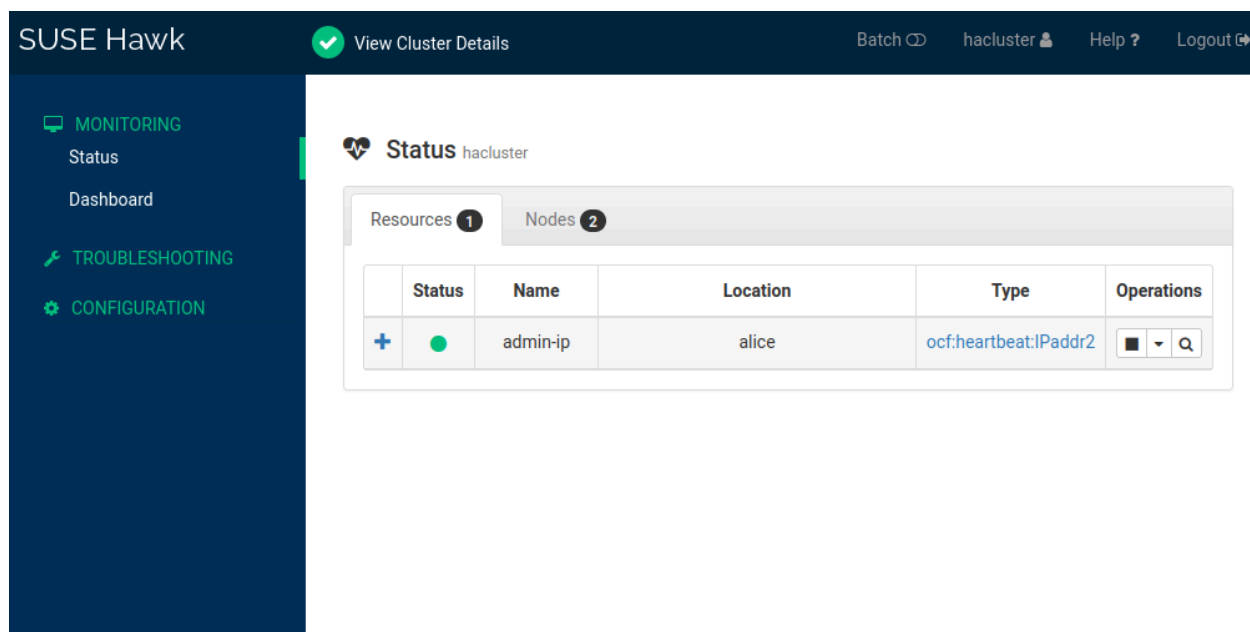 SUSE Hawk
View Cluster Details
Batch
hacluster
Help ?
Logout
MONITORING
Status
Dashboard
TROUBLESHOOTING
CONFIGURATION
Status hacluster
Resources 1
Nodes 2
Status Name Location Type Operations
admin-ip alice ocf:heartbeat:IPaddr2